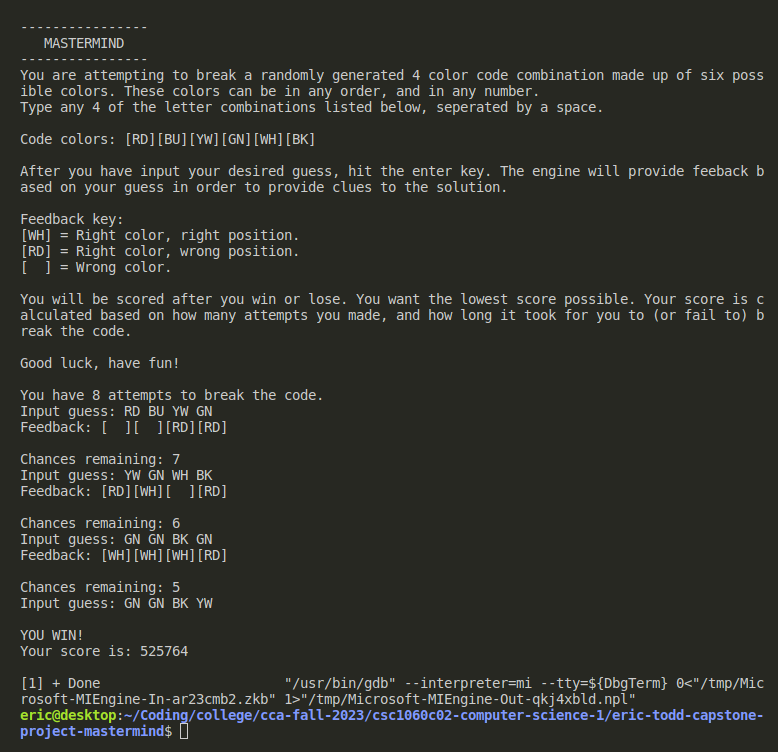 ----------------
   MASTERMIND
----------------
You are attempting to break a randomly generated 4 color code combination made up of six poss
ible colors. These colors can be in any order, and in any number.
Type any 4 of the letter combinations listed below, seperated by a space.

Code colors: [RD][BU][YW][GN][WH][BK]

After you have input your desired guess, hit the enter key. The engine will provide feeback b
ased on your guess in order to provide clues to the solution.

Feedback key:
[WH] = Right color, right position.
[RD] = Right color, wrong position.
[  ] = Wrong color.

You will be scored after you win or lose. You want the lowest score possible. Your score is c
alculated based on how many attempts you made, and how long it took for you to (or fail to) b
reak the code.

Good luck, have fun!

You have 8 attempts to break the code.
Input guess: RD BU YW GN
Feedback: [  ][  ][RD][RD]

Chances remaining: 7
Input guess: YW GN WH BK
Feedback: [RD][WH][  ][RD]

Chances remaining: 6
Input guess: GN GN BK GN
Feedback: [WH][WH][WH][RD]

Chances remaining: 5
Input guess: GN GN BK YW

YOU WIN!
Your score is: 525764

[1] + Done                       "/usr/bin/gdb" --interpreter=mi --tty=${DbgTerm} 0<"/tmp/Mic
rosoft-MIEngine-In-ar23cmb2.zkb" 1>"/tmp/Microsoft-MIEngine-Out-qkj4xbld.npl"
eric@desktop:~/Coding/college/cca-fall-2023/csc1060c02-computer-science-1/eric-todd-capstone-
project-mastermind$